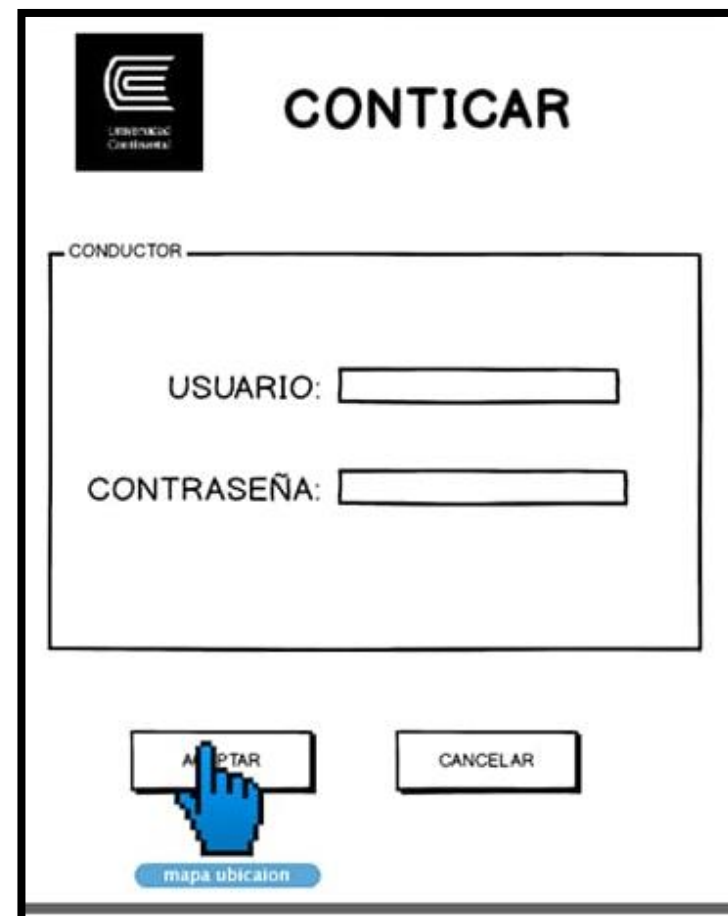 Universidad
Continental
CONTICAR
CONDUCTOR
USUARIO:
CONTRASEÑA:
CANCELAR
mapa ubicaion